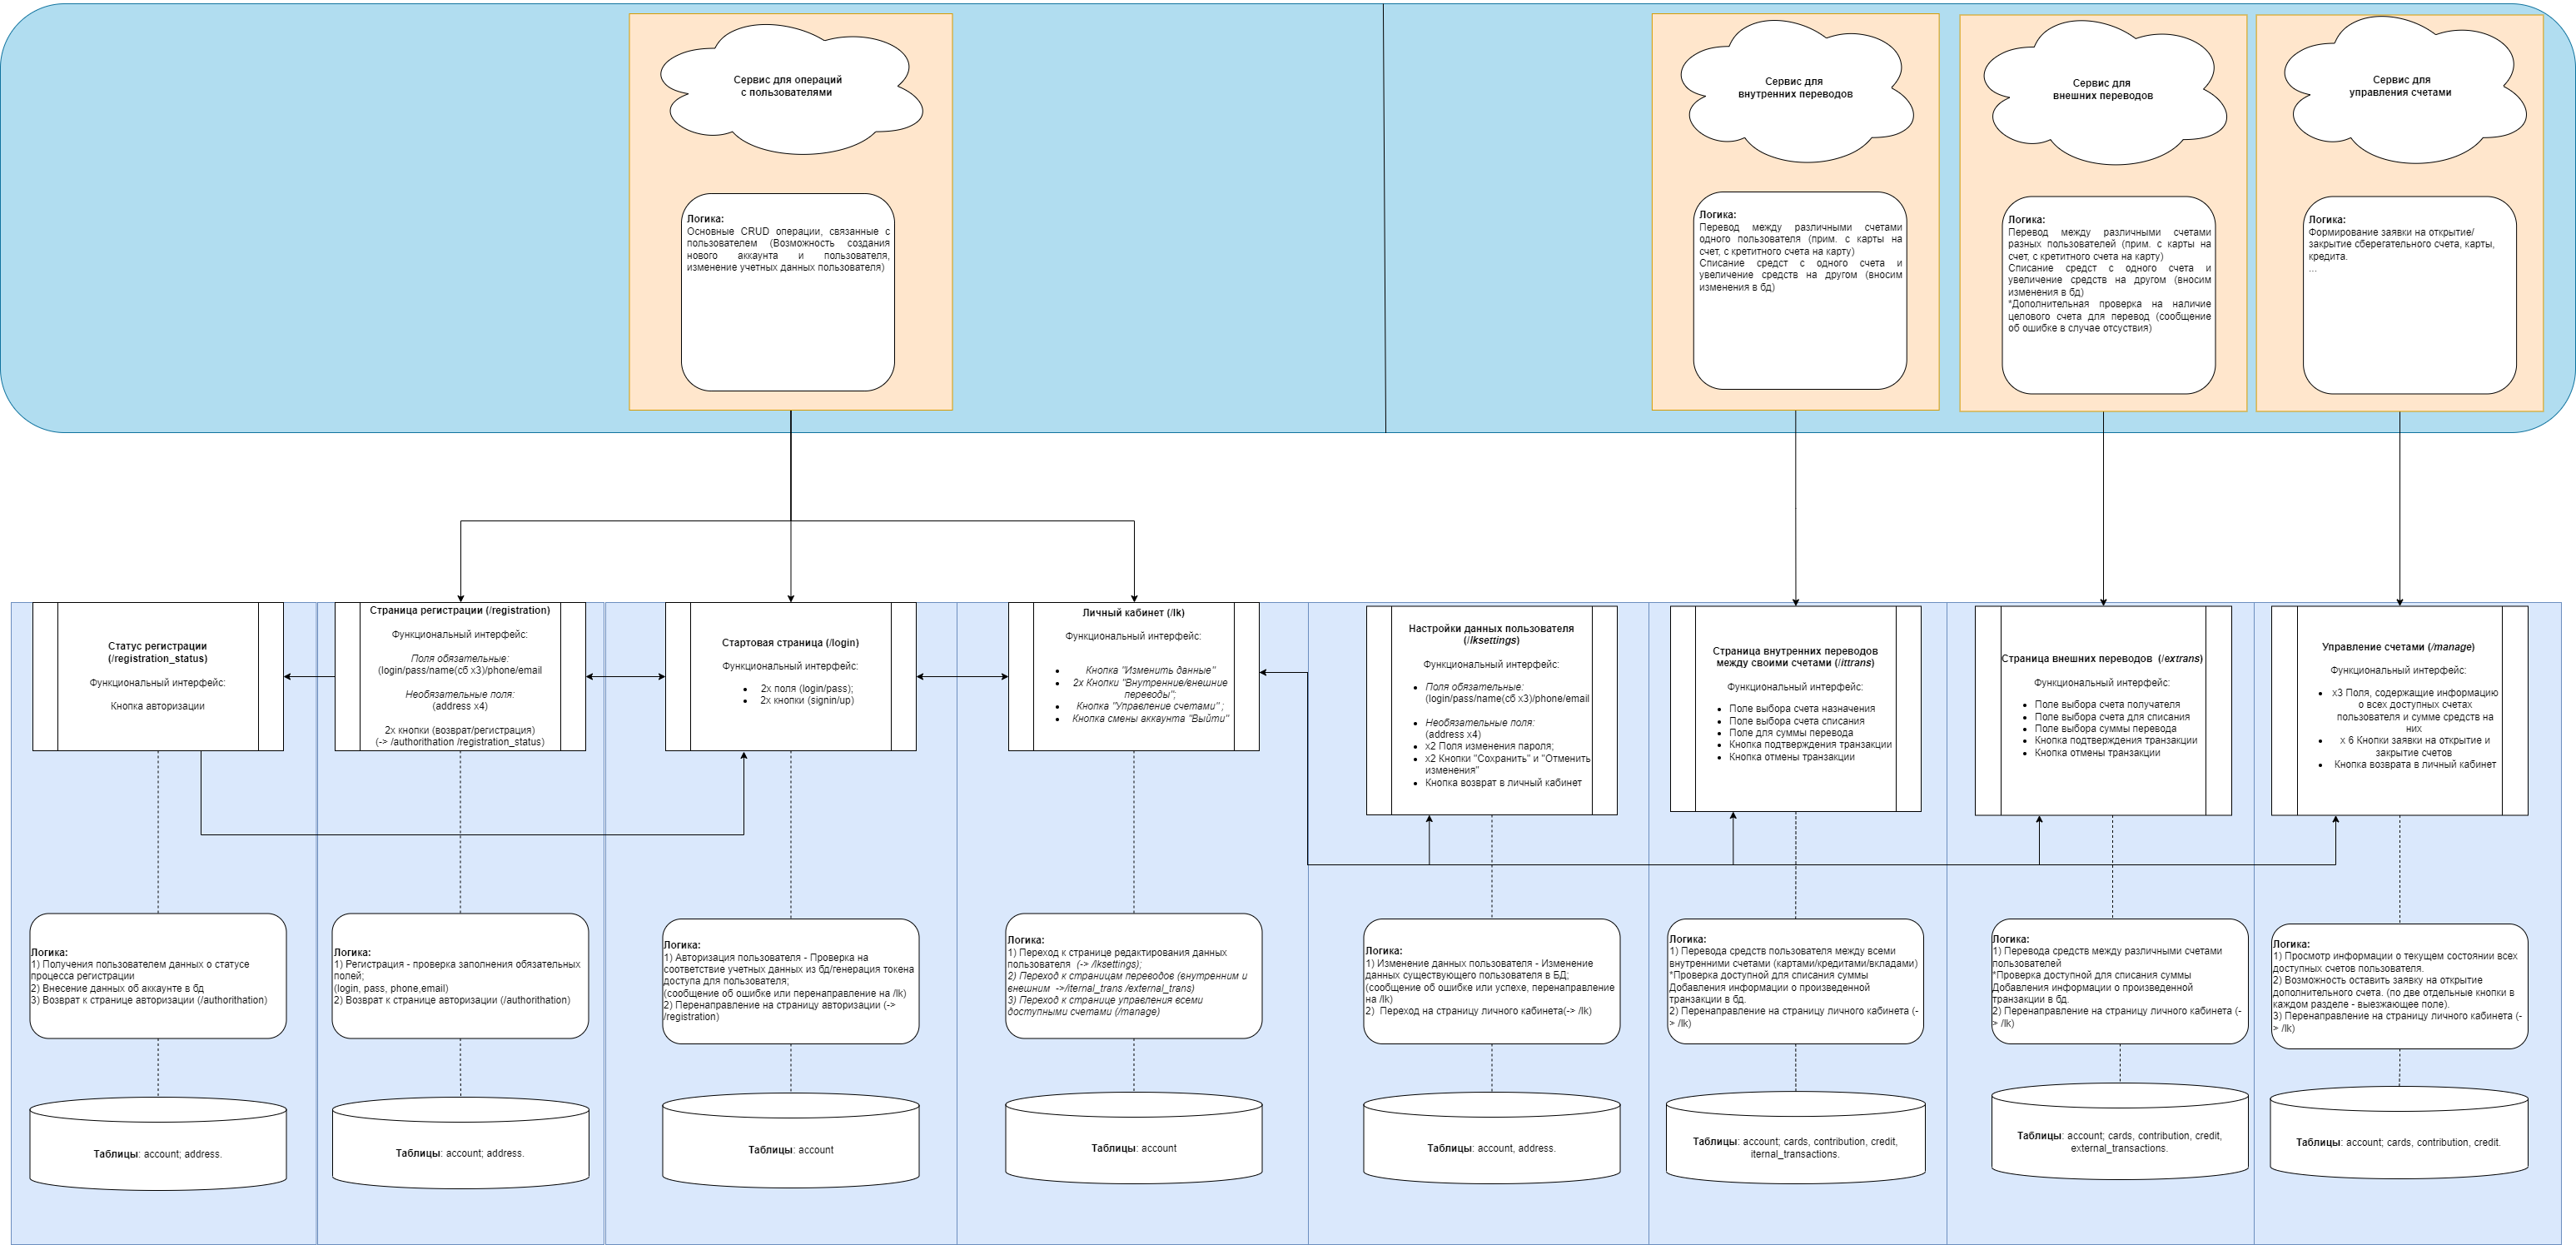 Сервис для операций
с пользователями
Логика:
Основные CRUD операции, связанные с
пользователем (Возможность создания
нового аккаунта и пользователя,
изменение учетных данных пользователя)
Сервис для
внутренних переводов
Логика:
Перевод между различными счетами
одного пользователя (прим. с карты на
счет, с кретитного счета на карту)
Списание средст с одного счета и
увеличение средств на другом (вносим
изменения в бд)
Сервис для
внешних переводов
Логика:
Перевод между различными счетами
разных пользователей (прим. с карты на
счет, с кретитного счета на карту)
Списание средст с одного счета и
увеличение средств на другом (вносим
изменения в бд)
*Дополнительная проверка на наличие
целового счета для перевод (сообщение
об ошибке в случае отсуствия)
Сервис для
управления счетами
Логика:
Формирование заявки на открытие/
закрытие сберегательного счета, карты,
кредита.
...
Статус регистрации
(/registration_status)
Функциональный интерфейс:
Кнопка авторизации
Страница регистрации (/registration)
Функциональный интерфейс:
Поля обязательные:
(login/pass/name(сб x3)/phone/email
Необязательные поля:
(address x4)
2x кнопки (возврат/регистрация)
(-> /authorithation /registration_status)
Стартовая страница (/login)
Функциональный интерфейс:
• 2x поля (login/pass);
• 2x кнопки (signin/up)
Личный кабинет (/lk)
Функциональный интерфейс:
• Кнопка "Изменить данные"
• 2x Кнопки "Внутренние/внешние
переводы";
• Кнопка "Управление счетами" ;
• Кнопка смены аккаунта "Выйти"
Настройки данных пользователя
(/lksettings)
Функциональный интерфейс:
• Поля обязательные:
(login/pass/name(сб x3)/phone/email
• Необязательные поля:
(address x4)
• x2 Поля изменения пароля;
• x2 Кнопки "Сохранить" и "Отменить
изменения"
• Кнопка возврат в личный кабинет
Страница внутренних переводов
между своими счетами (/ittrans)
Функциональный интерфейс:
• Поле выбора счета назначения
• Поле выбора счета списания
• Поле для суммы перевода
• Кнопка подтверждения транзакции
• Кнопка отмены транзакции
Страница внешних переводов (/extrans)
Функциональный интерфейс:
• Поле выбора счета получателя
• Поле выбора счета для списания
• Поле выбора суммы перевода
• Кнопка подтверждения транзакции
• Кнопка отмены транзакции
Управление счетами (/manage)
Функциональный интерфейс:
• x3 Поля, содержащие информацию
о всех доступных счетах
пользователя и сумме средств на
них
• x 6 Кнопки заявки на открытие и
закрытие счетов
• Кнопка возврата в личный кабинет
Логика:
1) Получения пользователем данных о статусе
процесса регистрации
2) Внесение данных об аккаунте в бд
3) Возврат к странице авторизации (/authorithation)
Логика:
1) Регистрация - проверка заполнения обязательных
полей;
(login, pass, phone,email)
2) Возврат к странице авторизации (/authorithation)
Логика:
1) Авторизация пользователя - Проверка на
соответствие учетных данных из бд/генерация токена
доступа для пользователя;
(сообщение об ошибке или перенаправление на /lk)
2) Перенаправление на страницу авторизации (->
/registration)
Логика:
1) Переход к странице редактирования данных
пользователя (-> /lksettings);
2) Переход к страницам переводов (внутренним и
внешним ->/iternal_trans /external_trans)
3) Переход к странице управления всеми
доступными счетами (/manage)
Логика:
1) Изменение данных пользователя - Изменение
данных существующего пользователя в БД;
(сообщение об ошибке или успехе, перенаправление
на /lk)
2) Переход на страницу личного кабинета(-> /lk)
Логика:
1) Перевода средств пользователя между всеми
внутренними счетами (картами/кредитами/вкладами)
*Проверка доступной для списания суммы
Добавления информации о произведенной
транзакции в бд.
2) Перенаправление на страницу личного кабинета (-
> /lk)
Логика:
1) Перевода средств между различными счетами
пользователей
*Проверка доступной для списания суммы
Добавления информации о произведенной
транзакции в бд.
2) Перенаправление на страницу личного кабинета (-
> /lk)
Логика:
1) Просмотр информации о текущем состоянии всех
доступных счетов пользователя.
2) Возможность оставить заявку на открытие
дополнительного счета. (по две отдельные кнопки в
каждом разделе - выезжающее поле).
3) Перенаправление на страницу личного кабинета (-
> /lk)
Таблицы: account; address.
Таблицы: account; address.
Таблицы: account
Таблицы: account
Таблицы: account, address.
Таблицы: account; cards, contribution, credit,
iternal_transactions.
Таблицы: account; cards, contribution, credit,
external_transactions.
Таблицы: account; cards, contribution, credit.